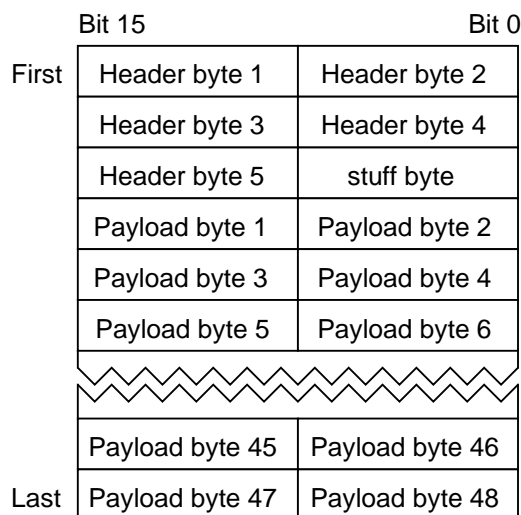 Bit 15 Bit 0
First Header byte 1 Header byte 2
Header byte 3 Header byte 4
Header byte 5 stuff byte
Payload byte 1 Payload byte 2
Payload byte 3 Payload byte 4
Payload byte 5 Payload byte 6
Payload byte 45 Payload byte 46
Last Payload byte 47 Payload byte 48